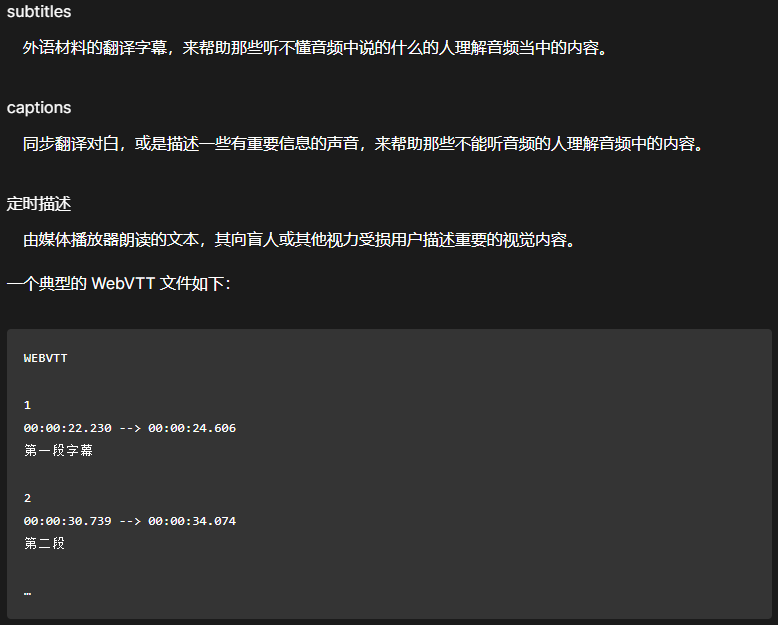 subtitles
外语材料的翻译字幕，来帮助那些听不懂音频中说的什么的人理解音频当中的内容。
captions
同步翻译对白，或是描述一些有重要信息的声音，来帮助那些不能听音频的人理解音频中的内容。
定时描述
由媒体播放器朗读的文本，其向盲人或其他视力受损用户描述重要的视觉内容。
一个典型的 WebVTT 文件如下：
WEBVTT
1
00:00:22.230 --> 00:00:24.606
第一段字幕
2
00:00:30.739 --> 00:00:34.074
第二段
…